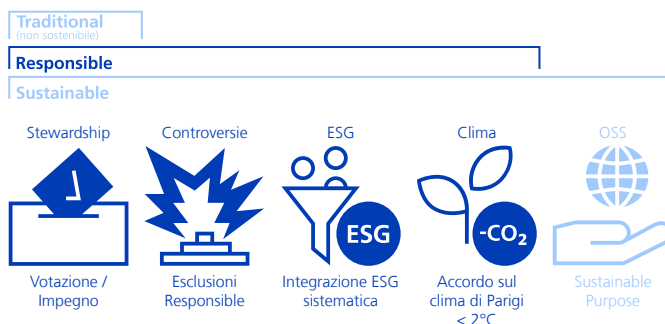 Traditional
(non sostenibile)
Responsible
Sustainable
Stewardship
Controversie
ESG
Clima
OSS
ESG
-CO₂
Votazione /
Impegno
Esclusioni
Responsible
Integrazione ESG
sistematica
Accordo sul
clima di Parigi
< 2°C
Sustainable
Purpose